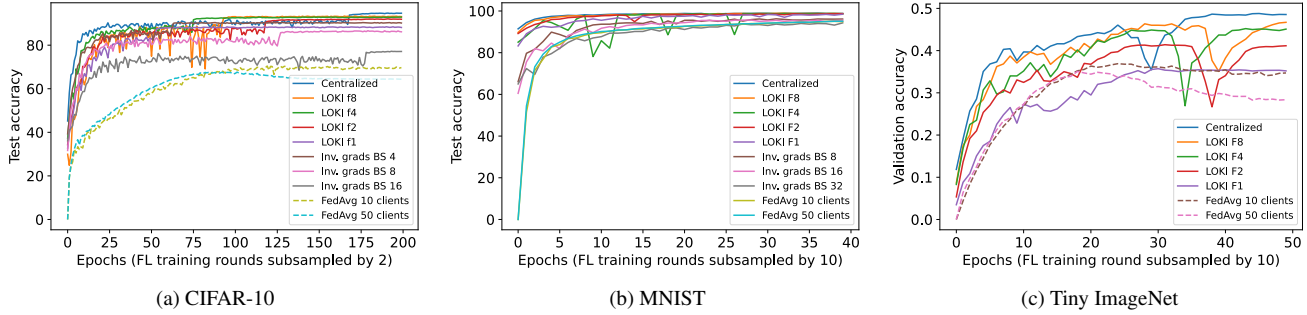 Test accuracy
80
60
40
20
0
Centralized
LOKI f8
LOKI f4
LOKI f2
LOKI f1
Inv. grads BS 4
Inv. grads BS 8
Inv. grads BS 16
FedAvg 10 clients
FedAvg 50 clients
0 25 50 75 100 125 150 175 200
Epochs (FL training rounds subsampled by 2)
(a) CIFAR-10
Test accuracy
100
80
60
40
20
0
Centralized
LOKI F8
LOKI F4
LOKI F2
LOKI F1
Inv. grads BS 8
Inv. grads BS 16
Inv. grads BS 32
FedAvg 10 clients
FedAvg 50 clients
0 5 10 15 20 25 30 35 40
Epochs (FL training rounds subsampled by 10)
(b) MNIST
Validation accuracy
0.5
0.4
0.3
0.2
0.1
0.0
Centralized
LOKI F8
LOKI F4
LOKI F2
LOKI F1
FedAvg 10 clients
FedAvg 50 clients
0 10 20 30 40 50
Epochs (FL training rounds subsampled by 10)
(c) Tiny ImageNet